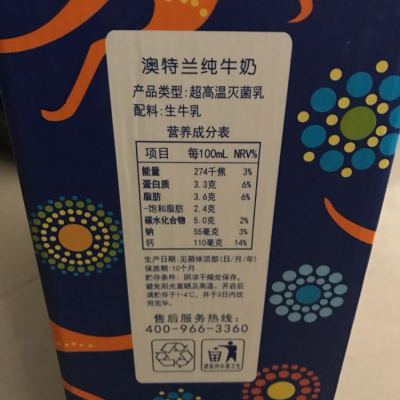 澳特兰纯牛奶
产品类型:超高温灭菌乳
配料:生牛乳
营养成分表
项目 每100mL NRV%
能量 274千焦 3%
蛋白质 3.3克 6%
脂肪 3.6克 6%
-饱和脂肪 2.4克
碳水化合物 5.0克 2%
钠 55毫克 3%
钙 110毫克 14%
生产日期:见箱体顶部(日/月/年)
保质期:10个月
贮存条件:阴凉干燥处保存,
避免阳光直晒及高温。开启后
请贮存于1-4℃,并于3日内饮
用完毕。
售后服务热线:
400-966-3360